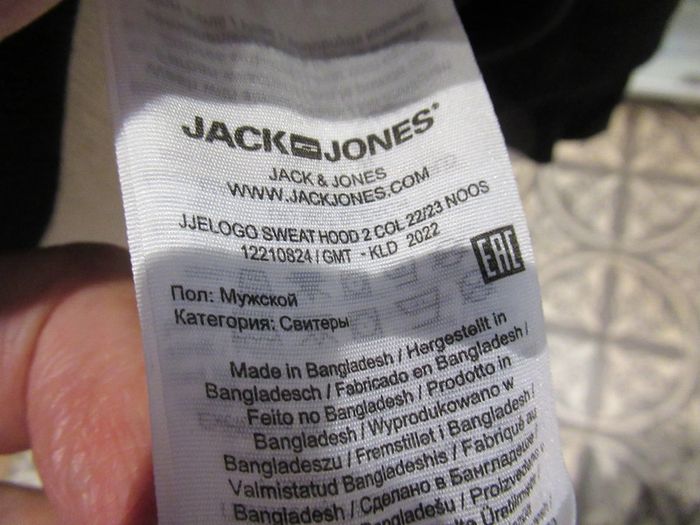 JACK JONES
JACK & JONES
WWW.JACKJONES.COM
JJELOGO SWEAT HOOD 2 COL 22/23 NOOS
12210824 / GMT - KLD 2022
EAC
Пол: Мужской
Категория: Свитеры
Made in Bangladesh / Hergestellt in
Bangladesch / Fabricado en Bangladesh /
Feito no Bangladesh / Prodotto in
Bangladesh / Wyprodukowano w
Bangladeszu / Fremstillet i Bangladesh /
Valmistatud Bangladeshis / Fabriqué au
Bangladesh / Сделано в Бангладеше /